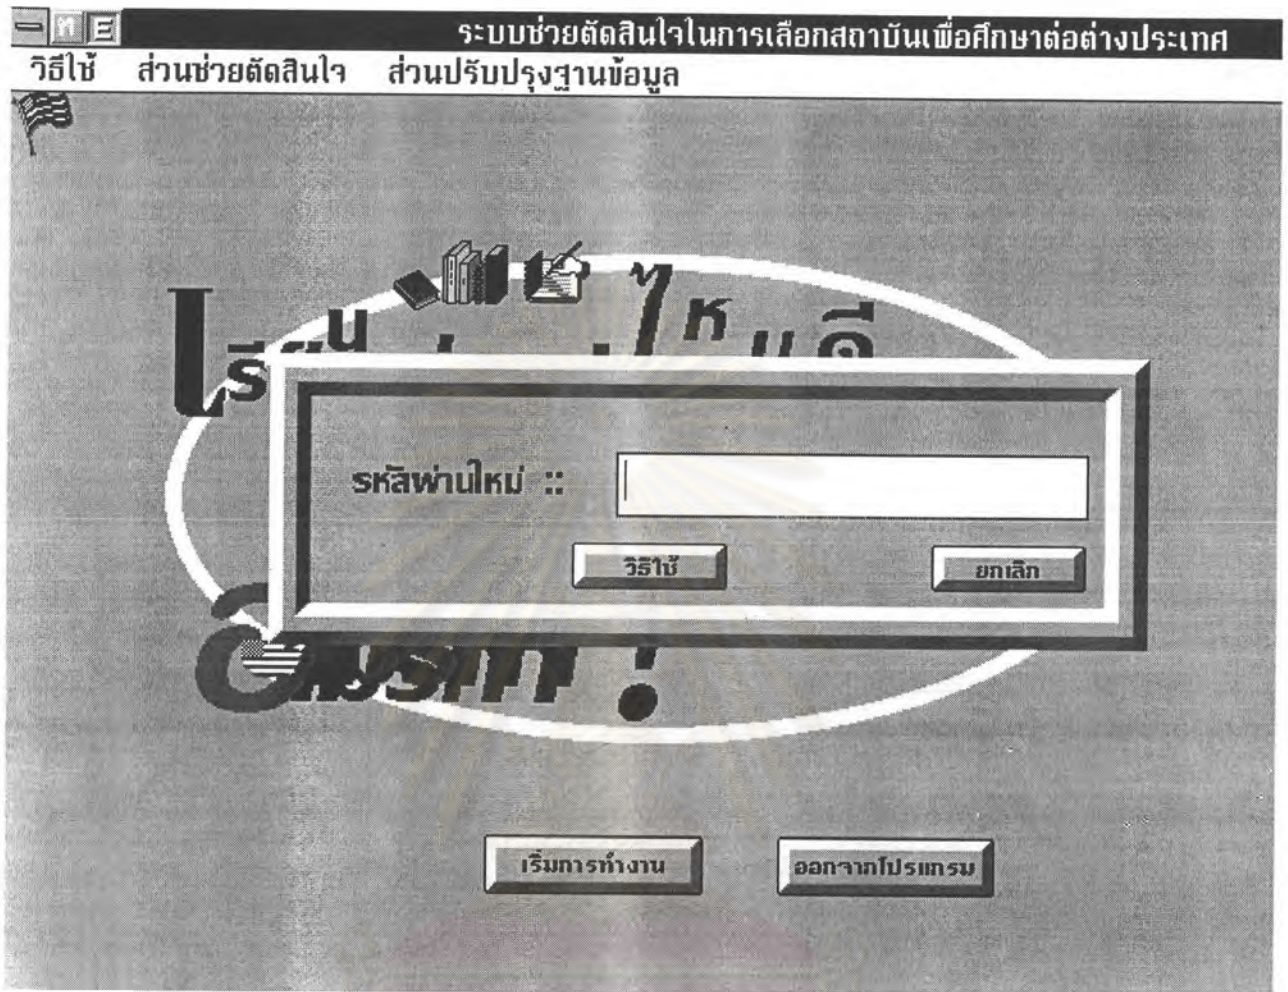 ท E ระบบช่วยตัดสินใจในการเลือกสถาบันเพื่อศึกษาต่อต่างประเทศ
วิธีใช้ ส่วนช่วยตัดสินใจ ส่วนปรับปรุงฐานข้อมูล
รหัสผ่านใหม่ ::
วิธีใช้ ยกเลิก
เริ่มการทำงาน ออกจากโปรแกรม